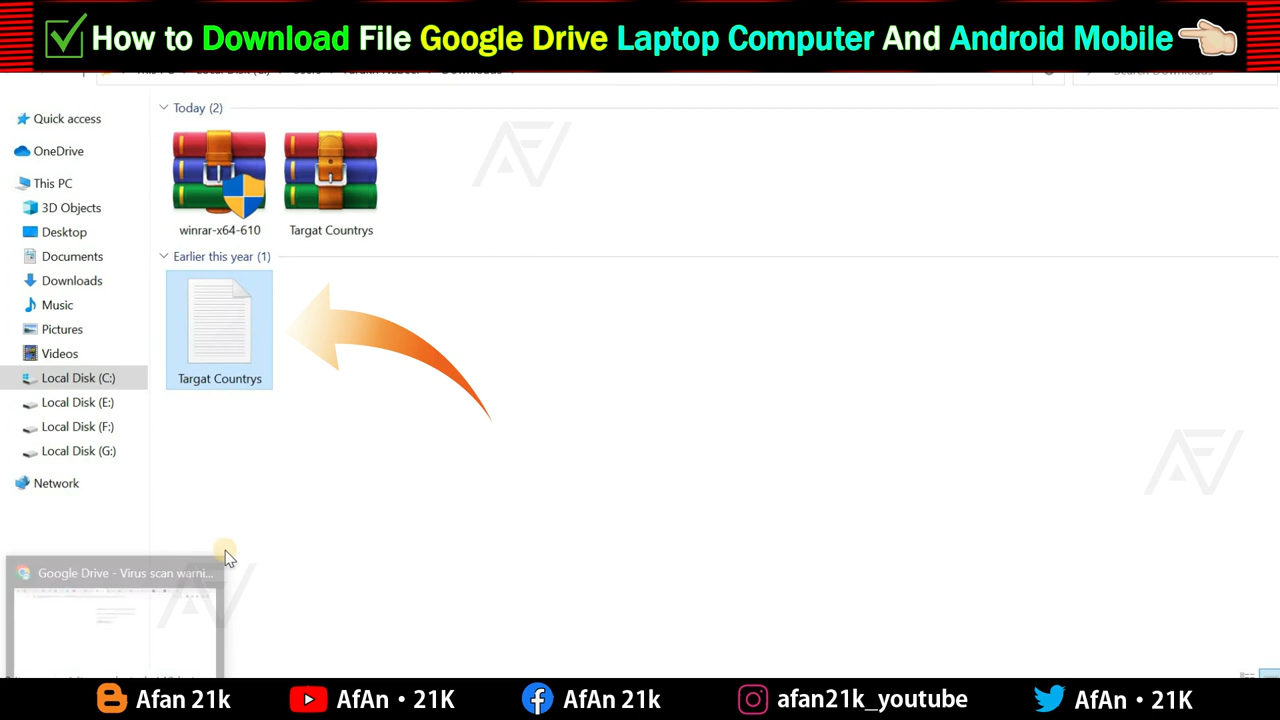 How to Download File Google Drive Laptop Computer And Android Mobile
Quick access
OneDrive
This PC
3D Objects
Desktop
Documents
Downloads
Music
Pictures
Videos
Local Disk (C:)
Local Disk (E:)
Local Disk (F:)
Local Disk (G:)
Network
Today (2)
winrar-x64-610
Targat Countrys
Earlier this year (1)
Targat Countrys
Google Drive - Virus scan warni...
Afan 21k
AfAn • 21K
AfAn 21k
afan21k_youtube
AfAn • 21K